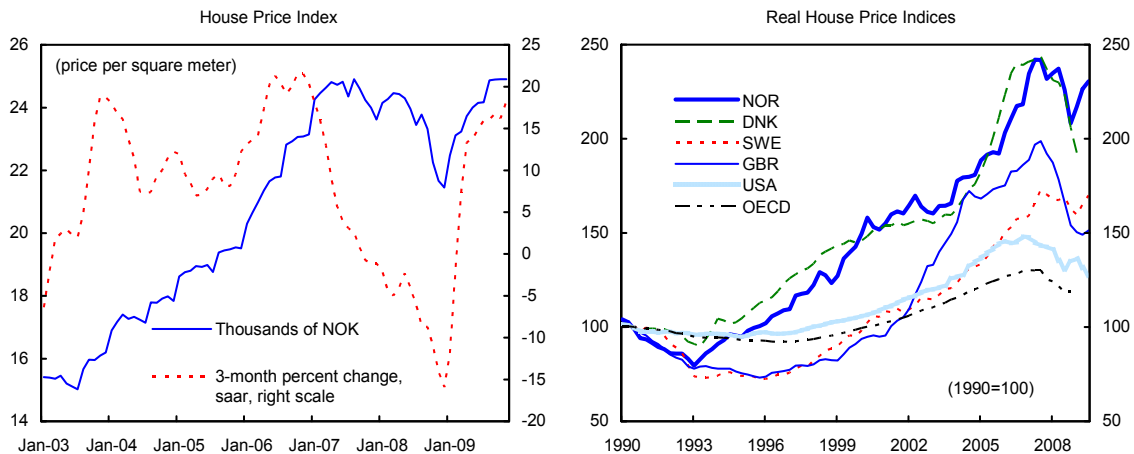 House Price Index
26
24
22
20
18
16
14
25
20
15
10
5
0
-5
-10
-15
-20
(price per square meter)
Thousands of NOK
3-month percent change,
saar, right scale
Jan-03 Jan-04 Jan-05 Jan-06 Jan-07 Jan-08 Jan-09
Real House Price Indices
250
200
150
100
50
250
200
150
100
50
NOR
DNK
SWE
GBR
USA
OECD
(1990=100)
1990 1993 1996 1999 2002 2005 2008